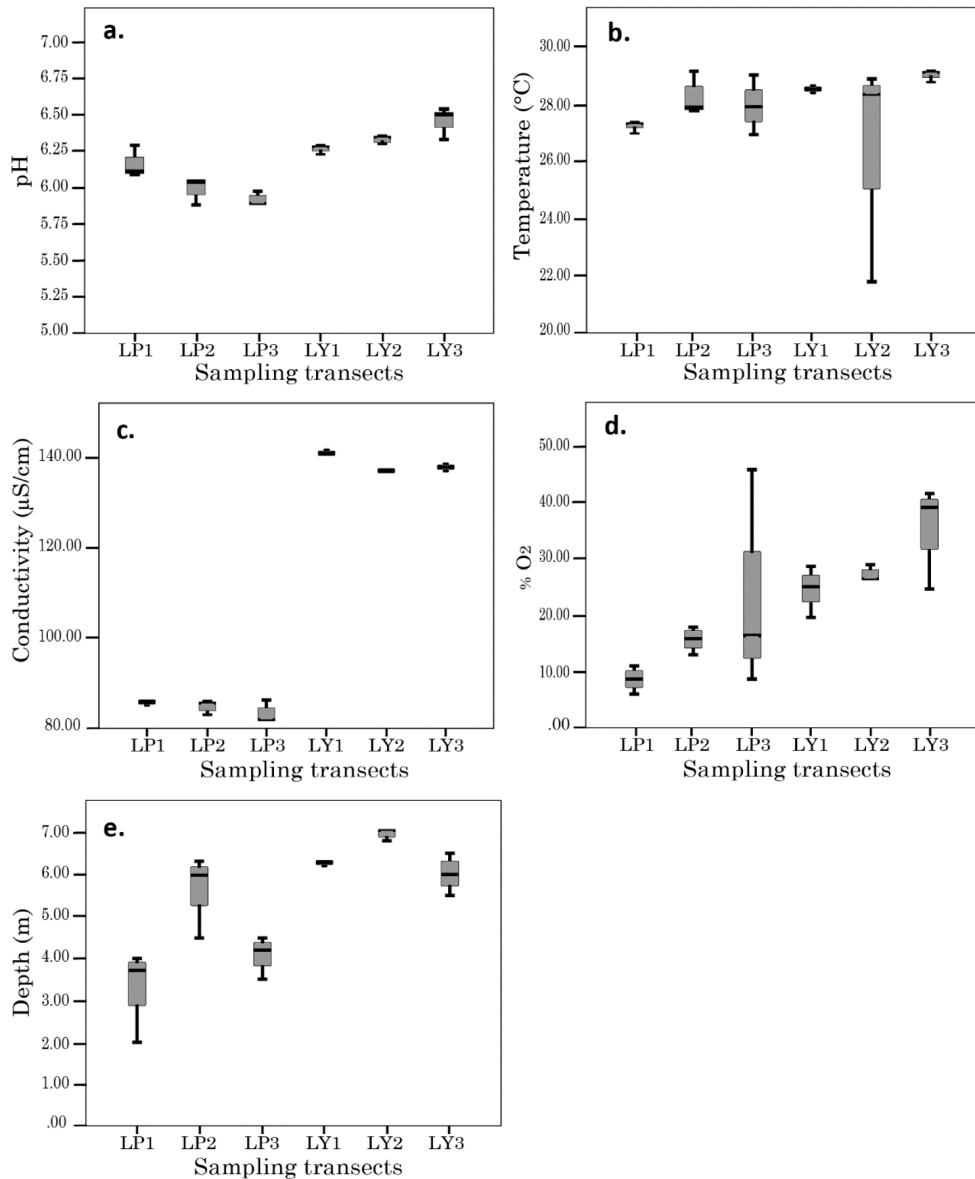 a.
7.00
6.75
6.50
6.25
6.00
5.75
5.50
5.25
5.00
pH
LP1 LP2 LP3 LY1 LY2 LY3
Sampling transects
b.
30.00
28.00
26.00
24.00
22.00
20.00
Temperature (°C)
LP1 LP2 LP3 LY1 LY2 LY3
Sampling transects
c.
140.00
120.00
100.00
80.00
Conductivity (µS/cm)
LP1 LP2 LP3 LY1 LY2 LY3
Sampling transects
d.
50.00
40.00
30.00
20.00
10.00
.00
% O2
LP1 LP2 LP3 LY1 LY2 LY3
Sampling transects
e.
7.00
6.00
5.00
4.00
3.00
2.00
1.00
.00
Depth (m)
LP1 LP2 LP3 LY1 LY2 LY3
Sampling transects